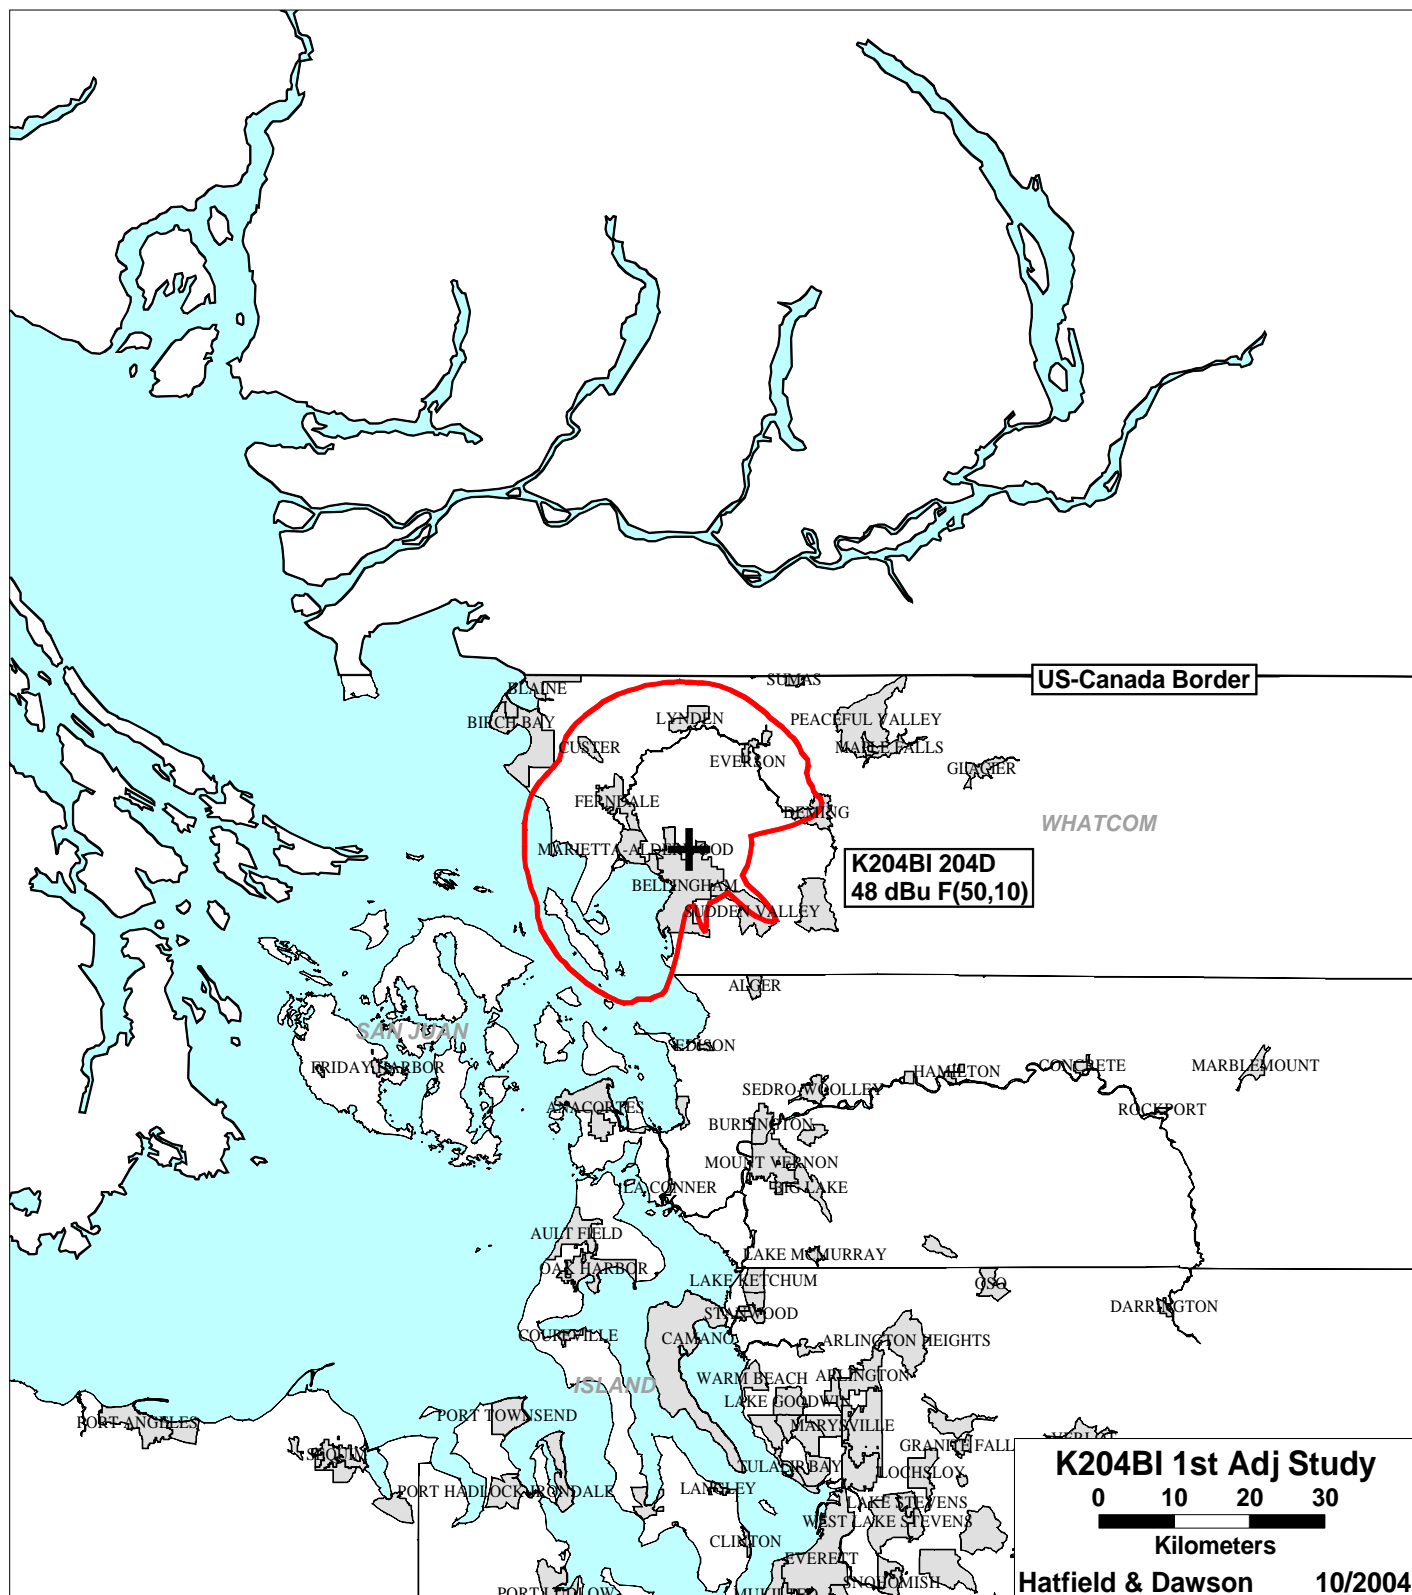 SUMAS
US-Canada Border
BLAINE
BIRCH BAY
LYNDEN
PEACEFUL VALLEY
CUSTER
MAPLE FALLS
EVERSON
GLACIER
FERNDALE
DEMING
WHATCOM
MARIETTA-ALDERWOOD
K204BI 204D
48 dBu F(50,10)
BELLINGHAM
SUDDEN VALLEY
ALGER
SAN JUAN
EDISON
FRIDAY HARBOR
HAMILTON
CONCRETE
MARBLEMOUNT
SEDRO-WOOLLEY
ANACORTES
ROCKPORT
BURLINGTON
MOUNT VERNON
LA CONNER
BIG LAKE
AULT FIELD
LAKE MCMURRAY
OAK HARBOR
LAKE KETCHUM
OSO
STANWOOD
DARRINGTON
COUPEVILLE
CAMANO
ARLINGTON HEIGHTS
WARM BEACH
ARLINGTON
ISLAND
LAKE GOODWIN
PORT ANGELES
PORT TOWNSEND
MARYSVILLE
GRANITE FALL
SEQUIM
TULALIP BAY
LOCHSLOY
PORT HADLOCK-IRONDALE
LANGLEY
LAKE STEVENS
WEST LAKE STEVENS
CLINTON
EVERETT
SNOHOMISH
PORT LUDLOW
K204BI 1st Adj Study
0 10 20 30
Kilometers
Hatfield & Dawson 10/2004